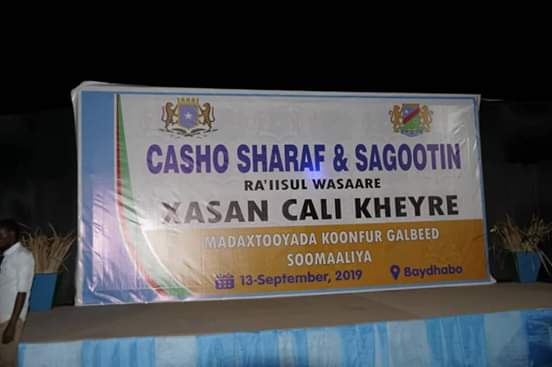 CASHO SHARAF & SAGOOTIN
RA'IISUL WASAARE
XASAN CALI KHEYRE
MADAXTOOYADA KOONFUR GALBEED
SOOMAALIYA
13-September, 2019 Baydhabo